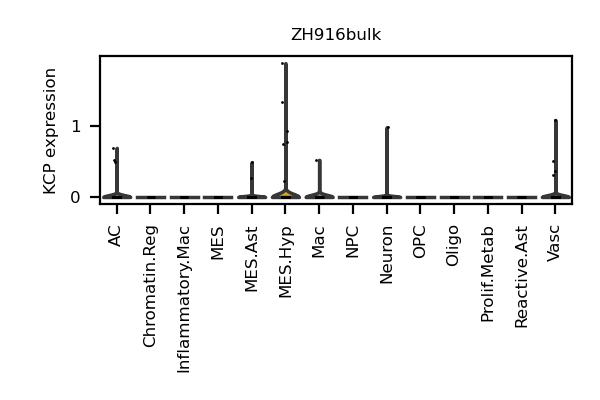 ZH916bulk
KCP expression
1
0
AC
Chromatin.Reg
Inflammatory.Mac
MES
MES.Ast
MES.Hyp
Mac
NPC
Neuron
OPC
Oligo
Prolif.Metab
Reactive.Ast
Vasc